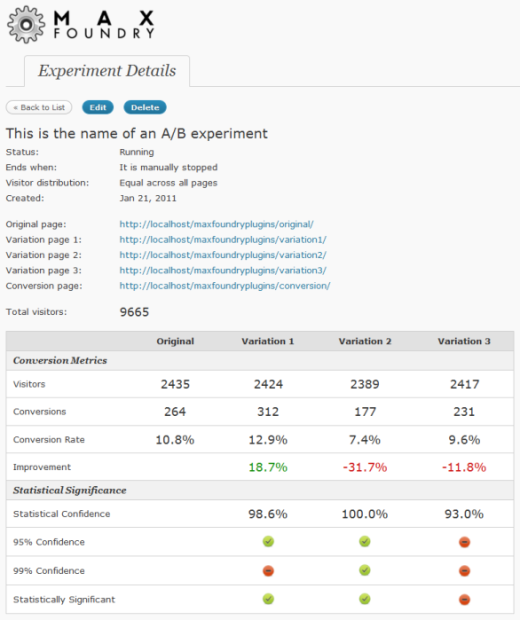 MAX
FOUNDRY
Experiment Details
« Back to List Edit Delete
This is the name of an A/B experiment
Status: Running
Ends when: It is manually stopped
Visitor distribution: Equal across all pages
Created: Jan 21, 2011
Original page: http://localhost/maxfoundryplugins/original/
Variation page 1: http://localhost/maxfoundryplugins/variation1/
Variation page 2: http://localhost/maxfoundryplugins/variation2/
Variation page 3: http://localhost/maxfoundryplugins/variation3/
Conversion page: http://localhost/maxfoundryplugins/conversion/
Total visitors: 9665
Original Variation 1 Variation 2 Variation 3
Conversion Metrics
Visitors 2435 2424 2389 2417
Conversions 264 312 177 231
Conversion Rate 10.8% 12.9% 7.4% 9.6%
Improvement 18.7% -31.7% -11.8%
Statistical Significance
Statistical Confidence 98.6% 100.0% 93.0%
95% Confidence
99% Confidence
Statistically Significant